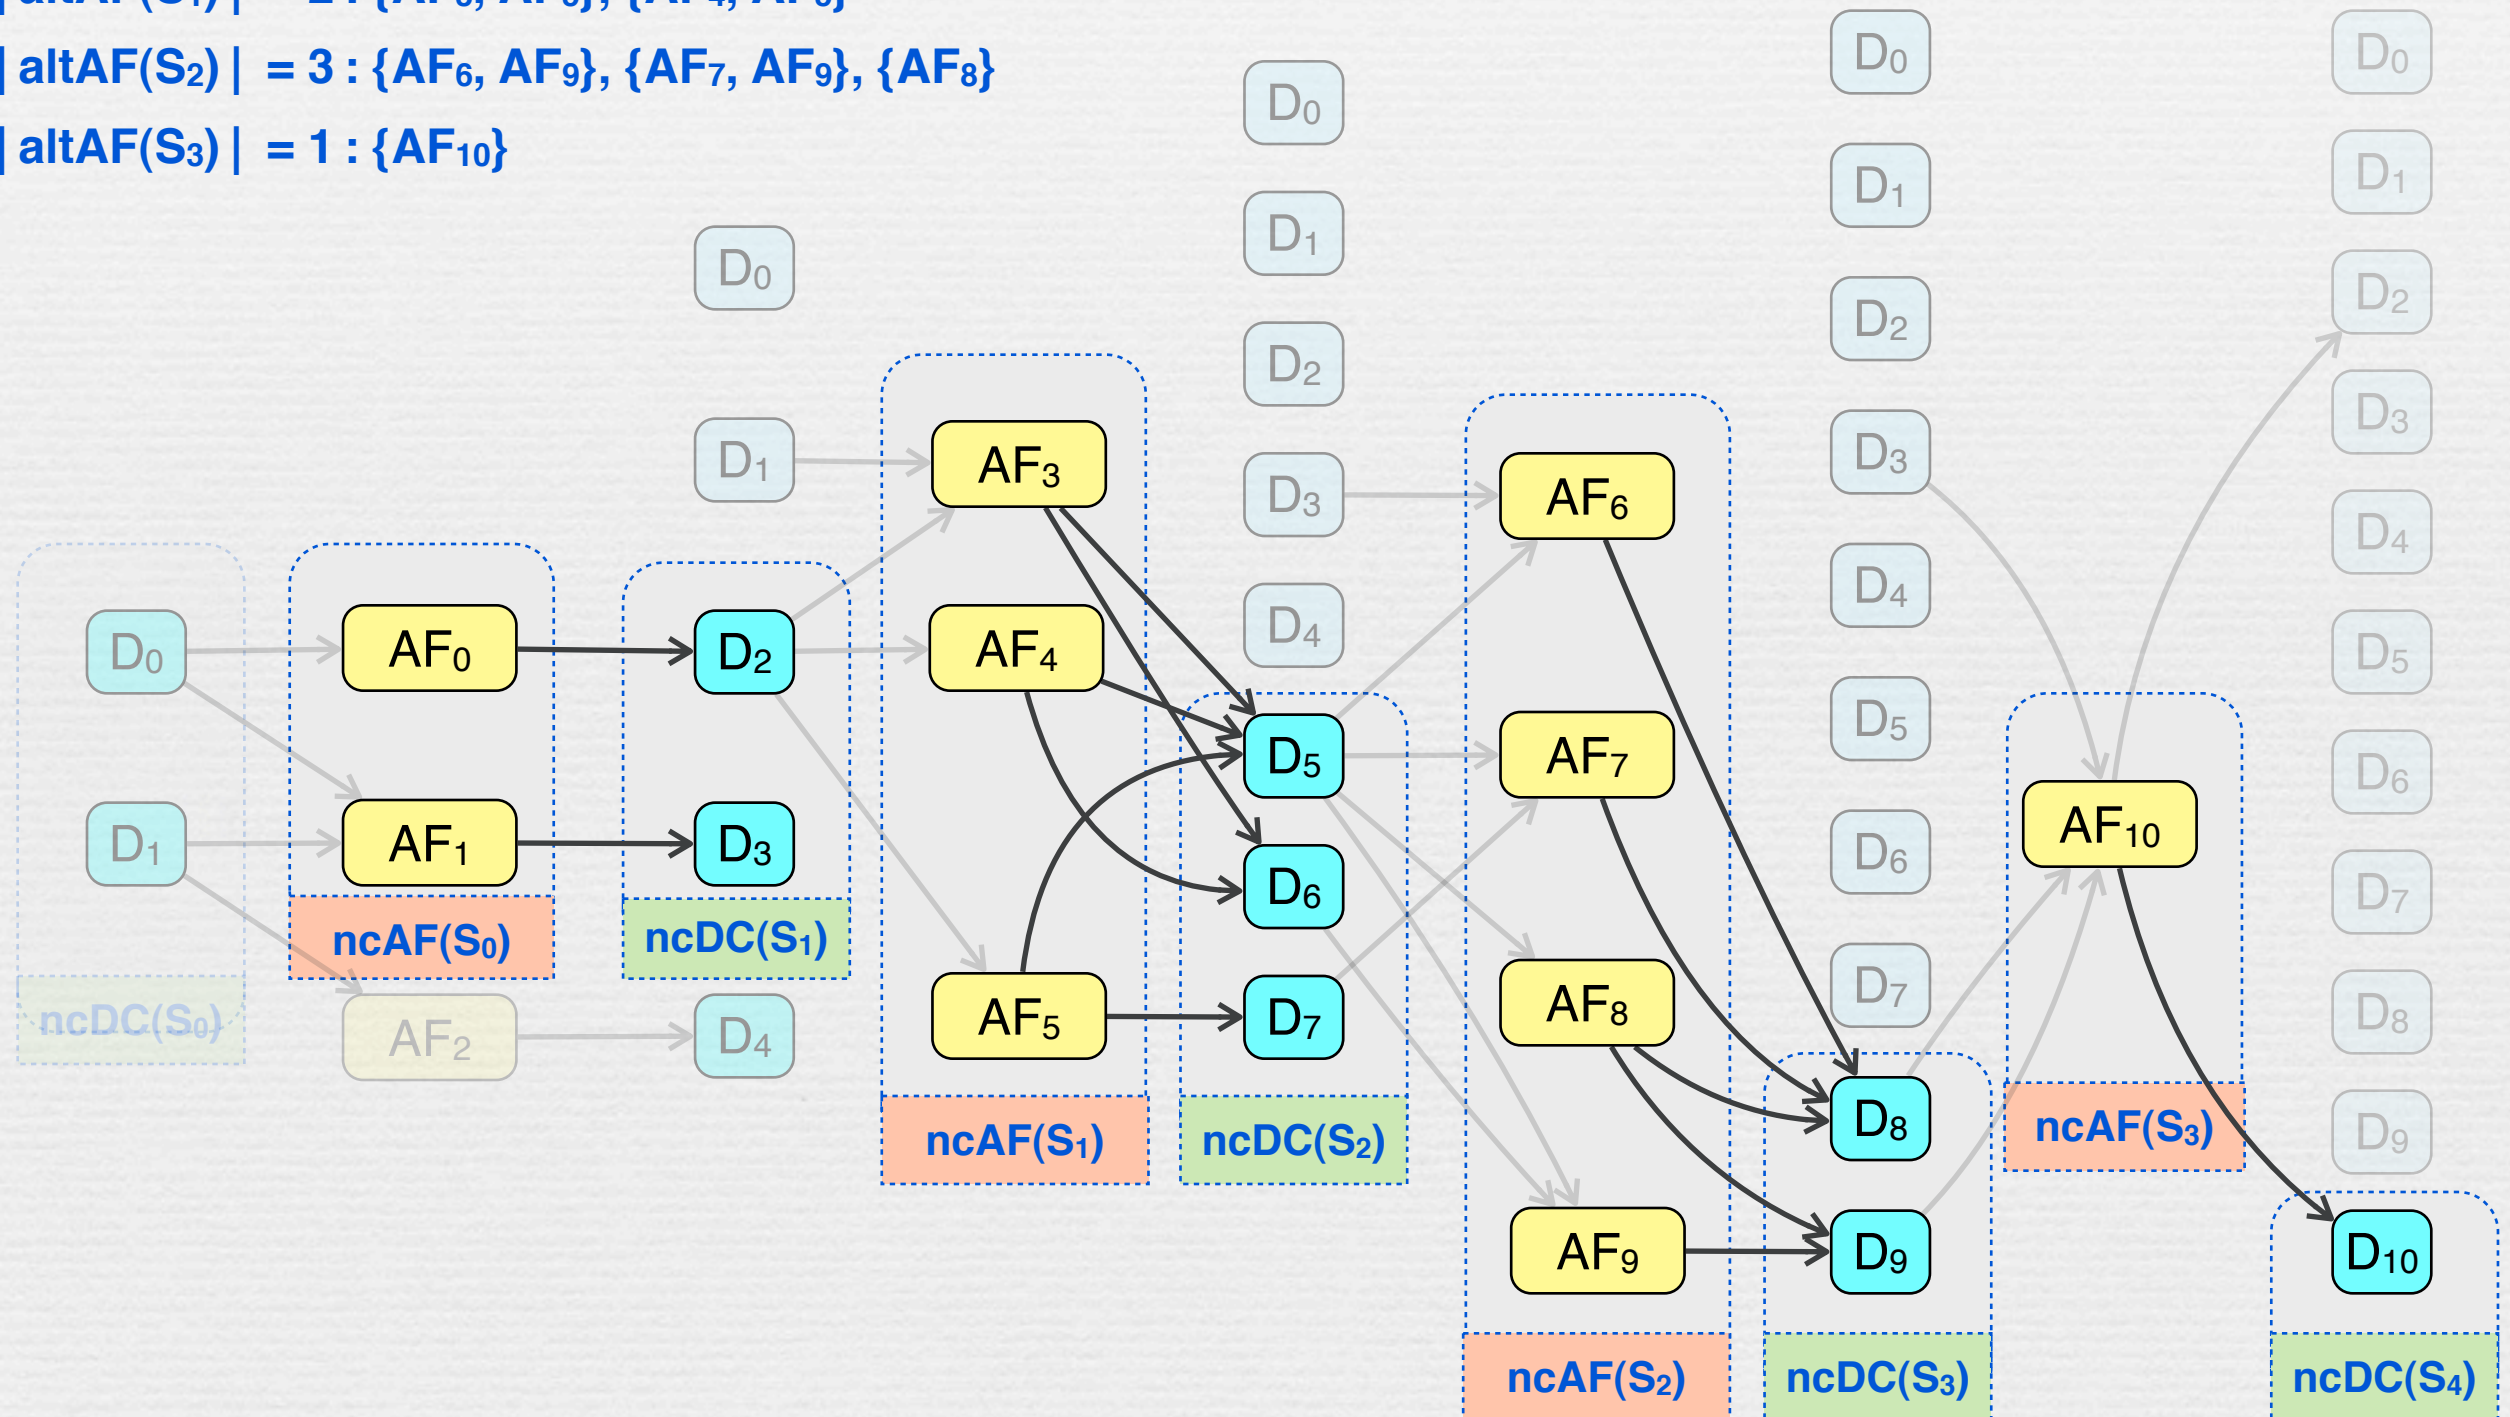 | altAF(S₂) | = 3 : {AF₆, AF₉}, {AF₇, AF₉}, {AF₈}
| altAF(S₃) | = 1 : {AF₁₀}
D₀
D₁
AF₀
AF₁
ncAF(S₀)
ncDC(S₀)
AF₂
D₀
D₁
D₂
D₃
ncDC(S₁)
D₄
AF₃
AF₄
AF₅
ncAF(S₁)
D₀
D₁
D₂
D₃
D₄
D₅
D₆
D₇
ncDC(S₂)
AF₆
AF₇
AF₈
AF₉
ncAF(S₂)
D₀
D₁
D₂
D₃
D₄
D₅
D₆
D₇
D₈
D₉
ncDC(S₃)
AF₁₀
ncAF(S₃)
D₀
D₁
D₂
D₃
D₄
D₅
D₆
D₇
D₈
D₉
D₁₀
ncDC(S₄)